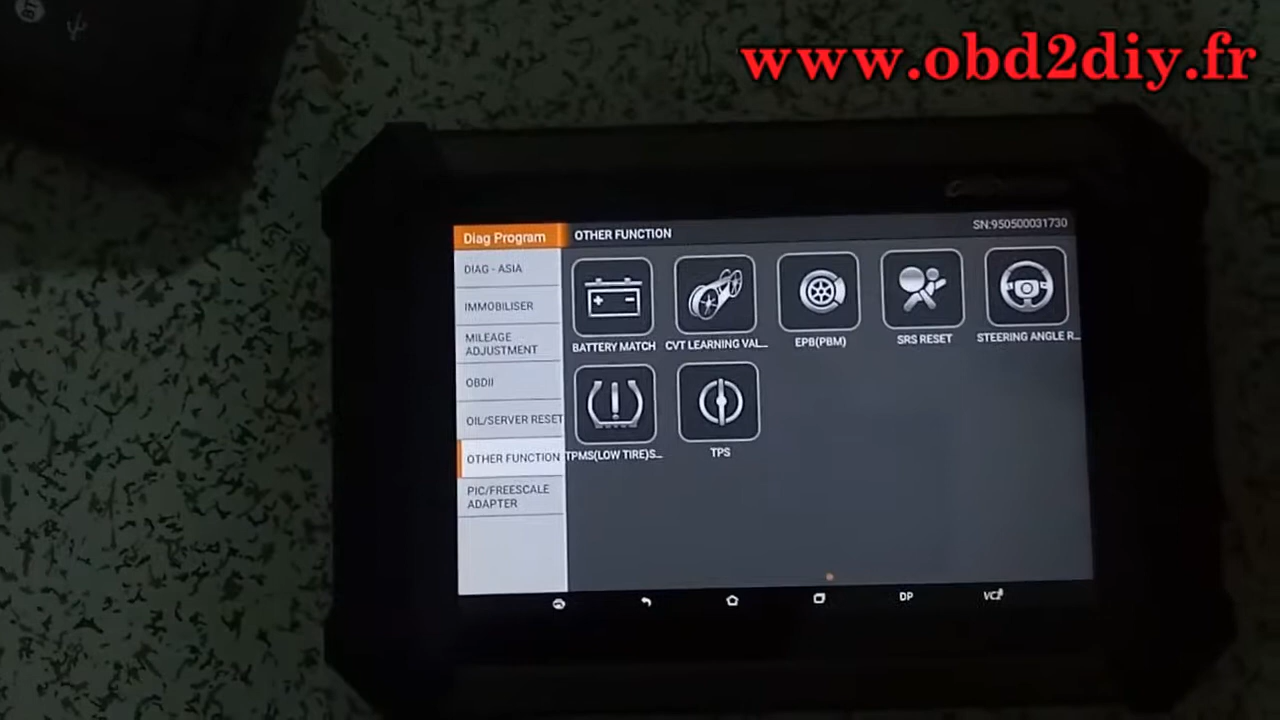 www.obd2diy.fr
SN:950500031730
Diag Program
OTHER FUNCTION
DIAG - ASIA
IMMOBILISER
MILEAGE
ADJUSTMENT
OBDII
OIL/SERVER RESET
OTHER FUNCTION
PIC/FREESCALE
ADAPTER
BATTERY MATCH
CVT LEARNING VAL...
EPB(PBM)
SRS RESET
STEERING ANGLE R...
TPMS(LOW TIRE)S...
TPS
DP
VCI